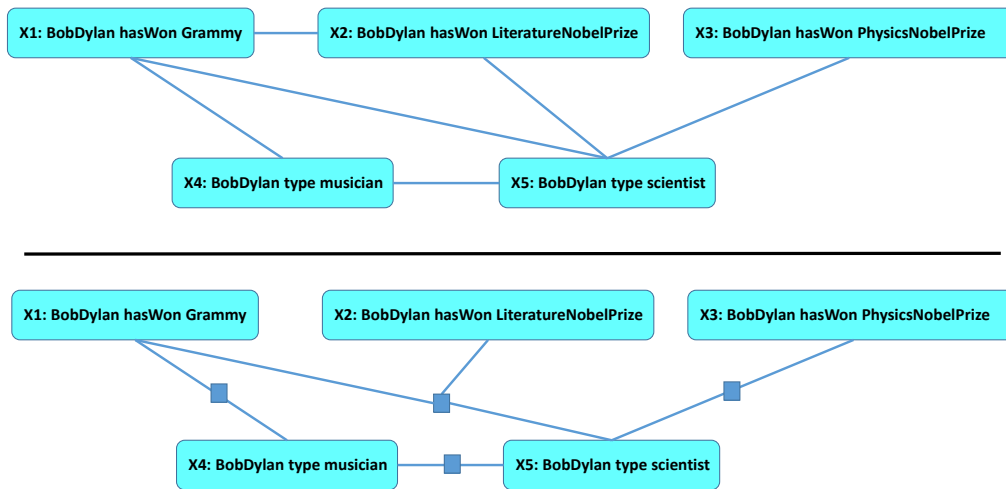 X1: BobDylan hasWon Grammy
X2: BobDylan hasWon LiteratureNobelPrize
X3: BobDylan hasWon PhysicsNobelPrize
X4: BobDylan type musician
X5: BobDylan type scientist
X1: BobDylan hasWon Grammy
X2: BobDylan hasWon LiteratureNobelPrize
X3: BobDylan hasWon PhysicsNobelPrize
X4: BobDylan type musician
X5: BobDylan type scientist